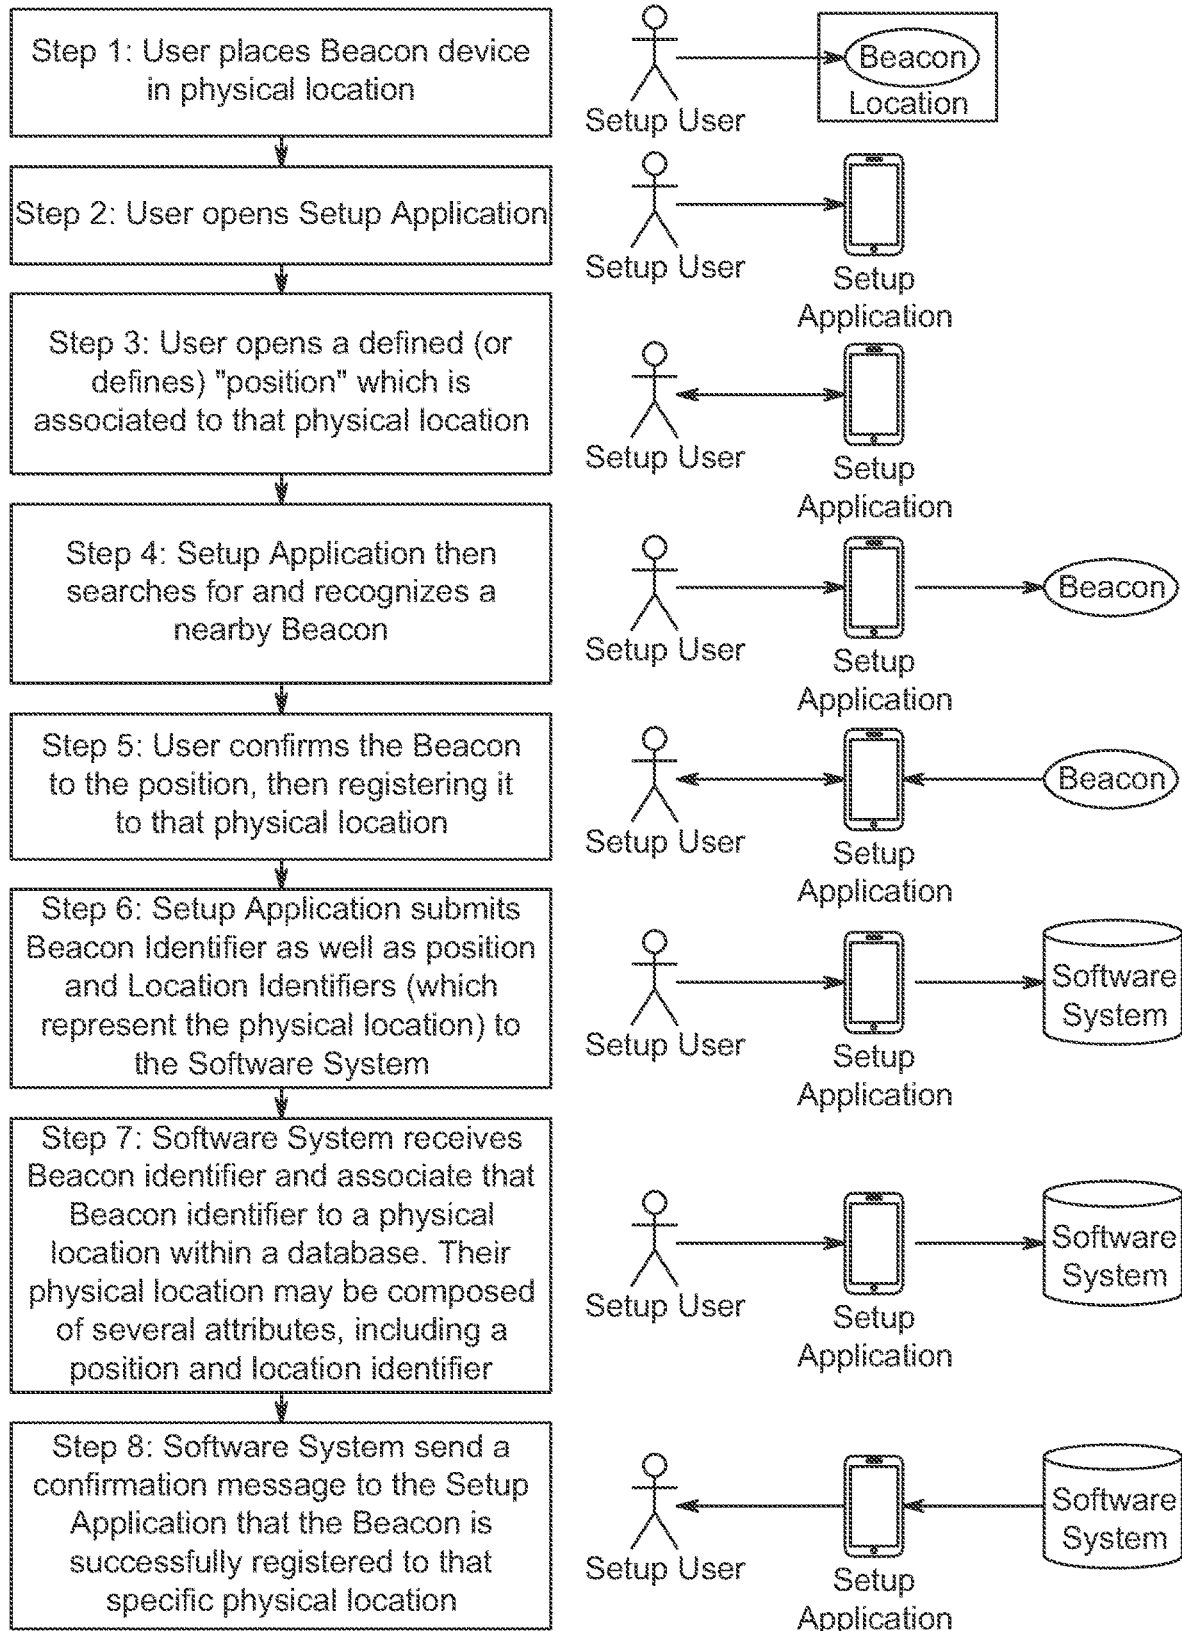 Step 1: User places Beacon device
in physical location
Beacon
Location
Setup User
Step 2: User opens Setup Application
Setup User
Setup
Application
Step 3: User opens a defined (or
defines) "position" which is
associated to that physical location
Setup User
Setup
Application
Step 4: Setup Application then
searches for and recognizes a
nearby Beacon
Beacon
Setup User
Setup
Application
Step 5: User confirms the Beacon
to the position, then registering it
to that physical location
Beacon
Setup User
Setup
Application
Step 6: Setup Application submits
Beacon Identifier as well as position
and Location Identifiers (which
represent the physical location) to
the Software System
Software
System
Setup User
Setup
Application
Step 7: Software System receives
Beacon identifier and associate that
Beacon identifier to a physical
location within a database. Their
physical location may be composed
of several attributes, including a
position and location identifier
Software
System
Setup User
Setup
Application
Step 8: Software System send a
confirmation message to the Setup
Application that the Beacon is
successfully registered to that
specific physical location
Software
System
Setup User
Setup
Application